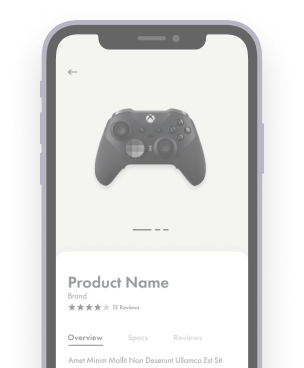 Product Name
Brand
12 Reviews
Overview Specs Reviews
Amet Minim Mollit Non Deserunt Ullamco Est Sit